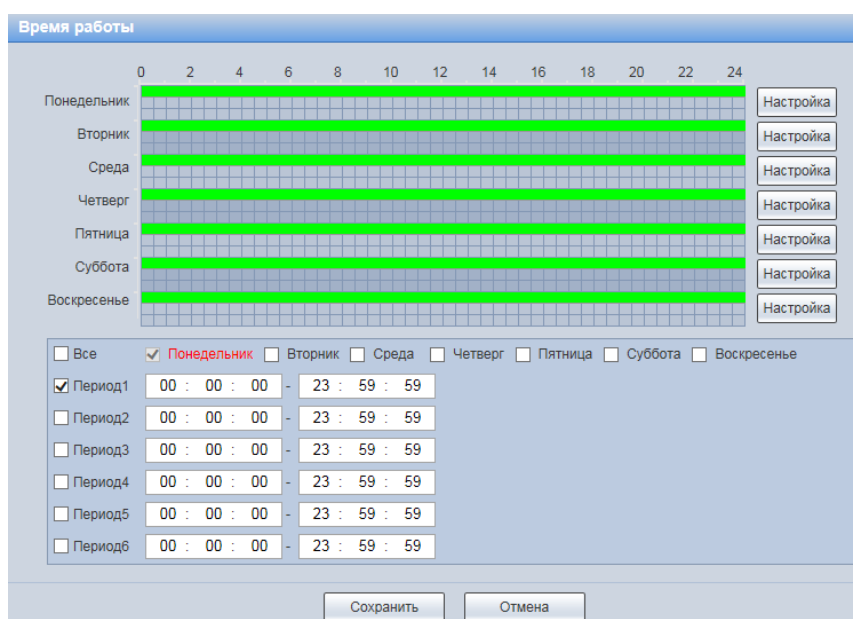 Время работы
0 2 4 6 8 10 12 14 16 18 20 22 24
Понедельник Настройка
Вторник Настройка
Среда Настройка
Четверг Настройка
Пятница Настройка
Суббота Настройка
Воскресенье Настройка
Все Понедельник Вторник Среда Четверг Пятница Суббота Воскресенье
Период1 00 : 00 : 00 - 23 : 59 : 59
Период2 00 : 00 : 00 - 23 : 59 : 59
Период3 00 : 00 : 00 - 23 : 59 : 59
Период4 00 : 00 : 00 - 23 : 59 : 59
Период5 00 : 00 : 00 - 23 : 59 : 59
Период6 00 : 00 : 00 - 23 : 59 : 59
Сохранить Отмена